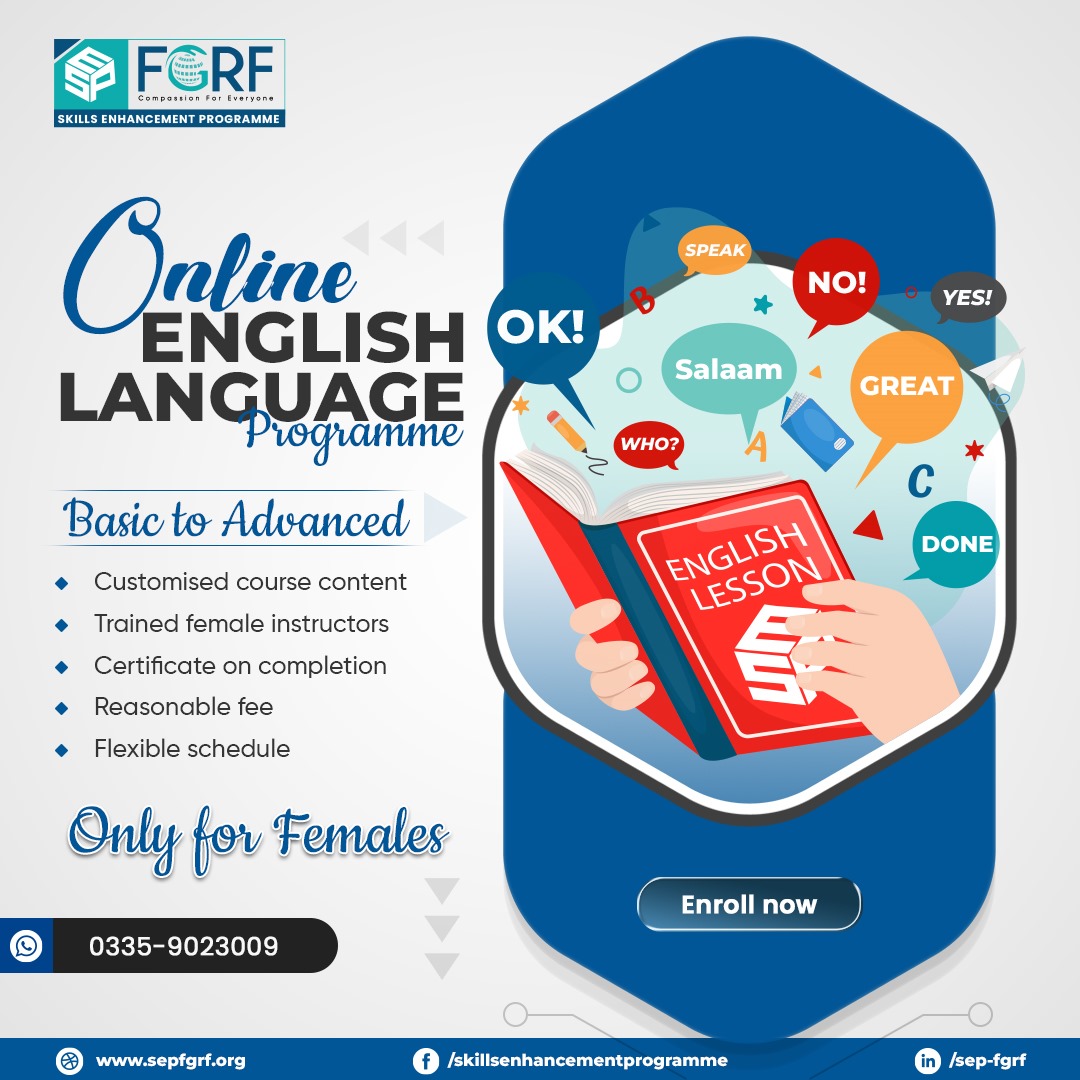 SEP
FGRF
Compassion For Everyone
SKILLS ENHANCEMENT PROGRAMME
Online
ENGLISH
LANGUAGE
Programme
Basic to Advanced
Customised course content
Trained female instructors
Certificate on completion
Reasonable fee
Flexible schedule
Only for Females
0335-9023009
SPEAK
NO!
YES!
OK!
B
Salaam
GREAT
WHO?
A
C
DONE
ENGLISH
LESSON
SEP
Enroll now
www.sepfgrf.org
/skillsenhancementprogramme
/sep-fgrf